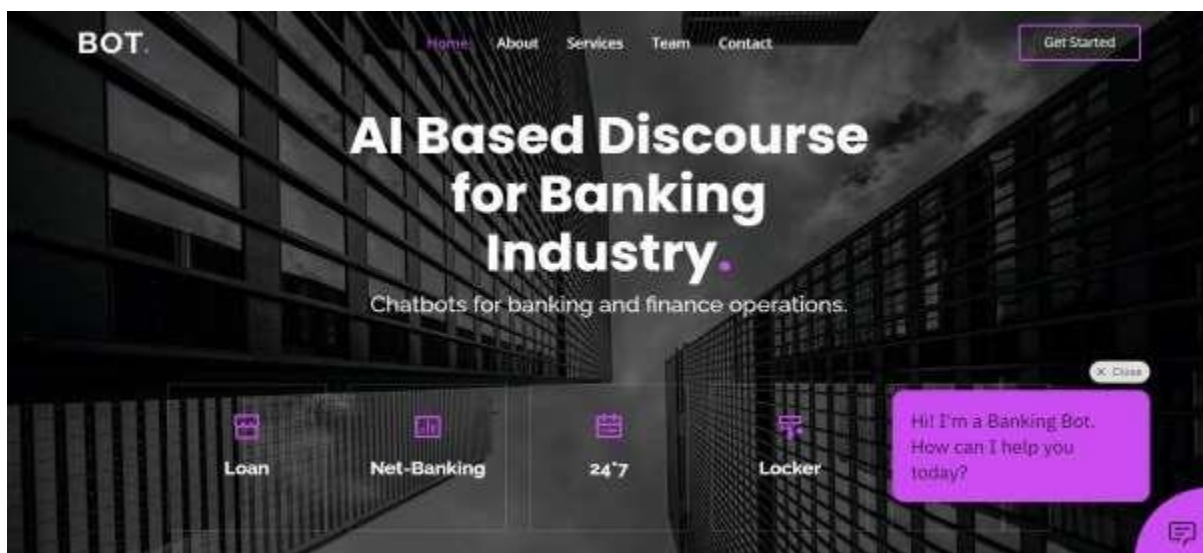 BOT.
Home About Services Team Contact
Get Started
AI Based Discourse
for Banking
Industry.
Chatbots for banking and finance operations.
× Close
Hi! I'm a Banking Bot.
How can I help you
today?
Loan
Net-Banking
24*7
Locker